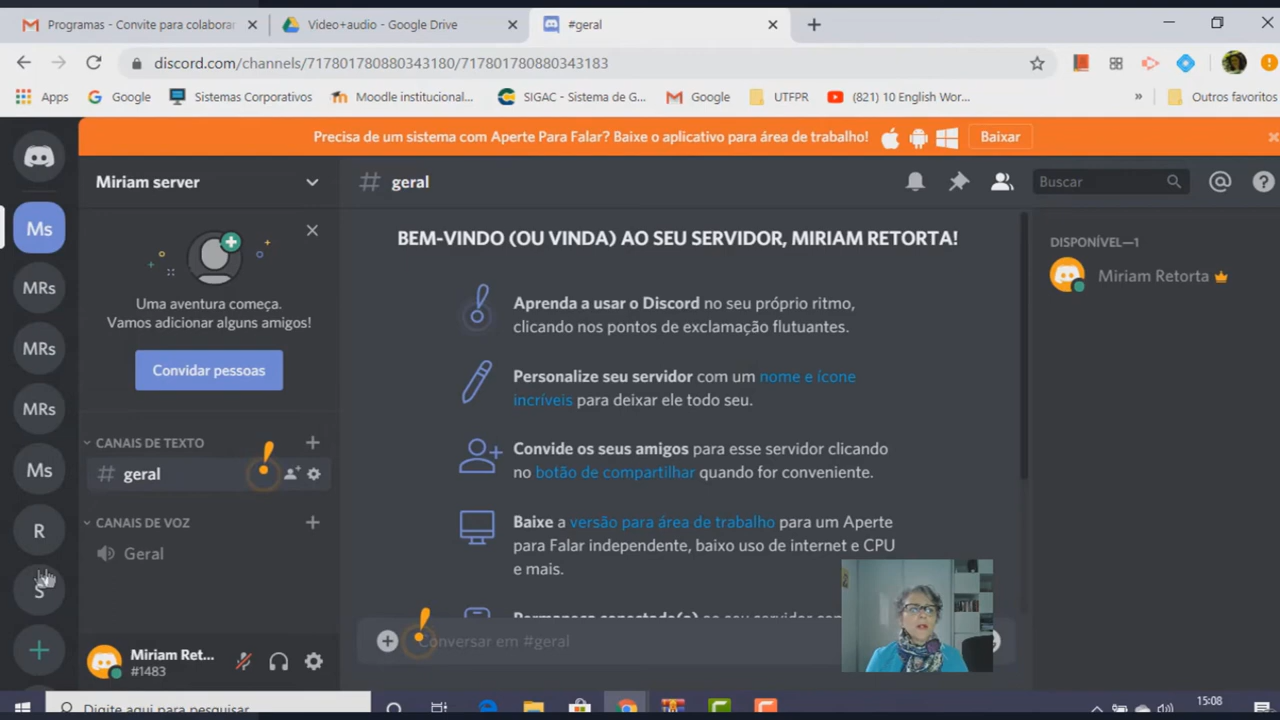 Programas - Convite para colaborar
Video+audio - Google Drive
#geral
discord.com/channels/717801780880343180/717801780880343183
Apps
Google
Sistemas Corporativos
Moodle institucional...
SIGAC - Sistema de G...
Google
UTFPR
(821) 10 English Wor...
»
Outros favoritos
Precisa de um sistema com Aperte Para Falar? Baixe o aplicativo para área de trabalho!
Baixar
Miriam server
# geral
Buscar
Ms
MRs
MRs
MRs
Ms
R
S
Uma aventura começa.
Vamos adicionar alguns amigos!
Convidar pessoas
CANAIS DE TEXTO
# geral
CANAIS DE VOZ
Geral
Miriam Ret...
#1483
BEM-VINDO (OU VINDA) AO SEU SERVIDOR, MIRIAM RETORTA!
Aprenda a usar o Discord no seu próprio ritmo,
clicando nos pontos de exclamação flutuantes.
Personalize seu servidor com um nome e ícone
incríveis para deixar ele todo seu.
Convide os seus amigos para esse servidor clicando
no botão de compartilhar quando for conveniente.
Baixe a versão para área de trabalho para um Aperte
para Falar independente, baixo uso de internet e CPU
e mais.
Conversar em #geral
DISPONÍVEL—1
Miriam Retorta
Digite aqui para pesquisar
15:08